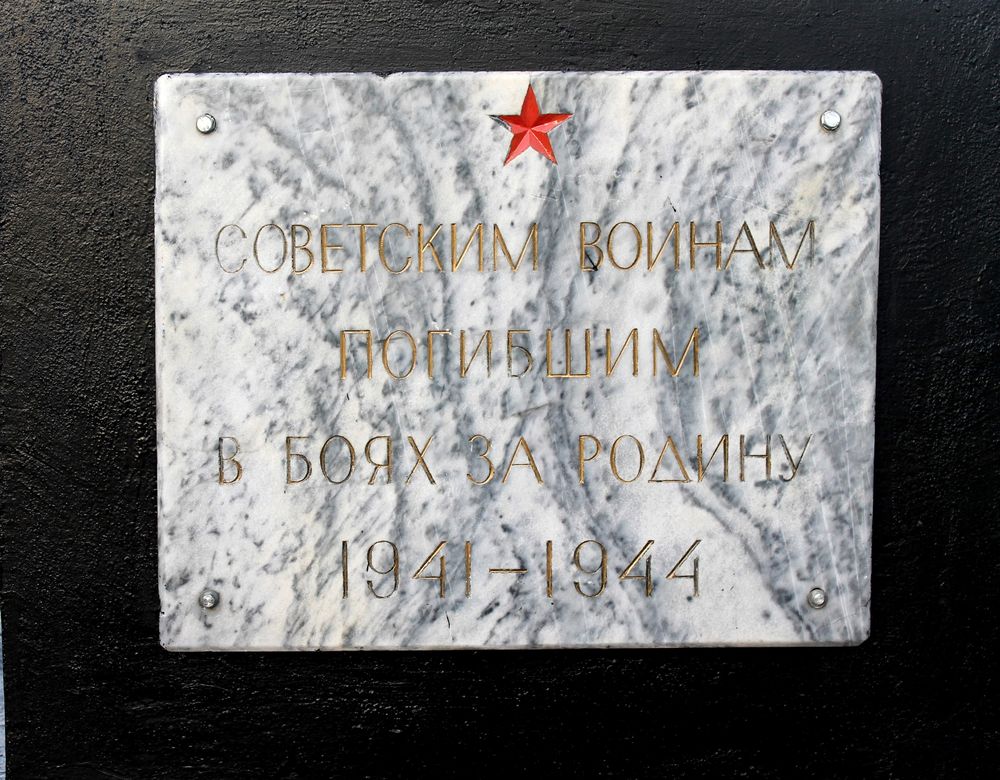 СОВЕТСКИМ ВОИНАМ
ПОГИБШИМ
В БОЯХ ЗА РОДИНУ
1941-1944